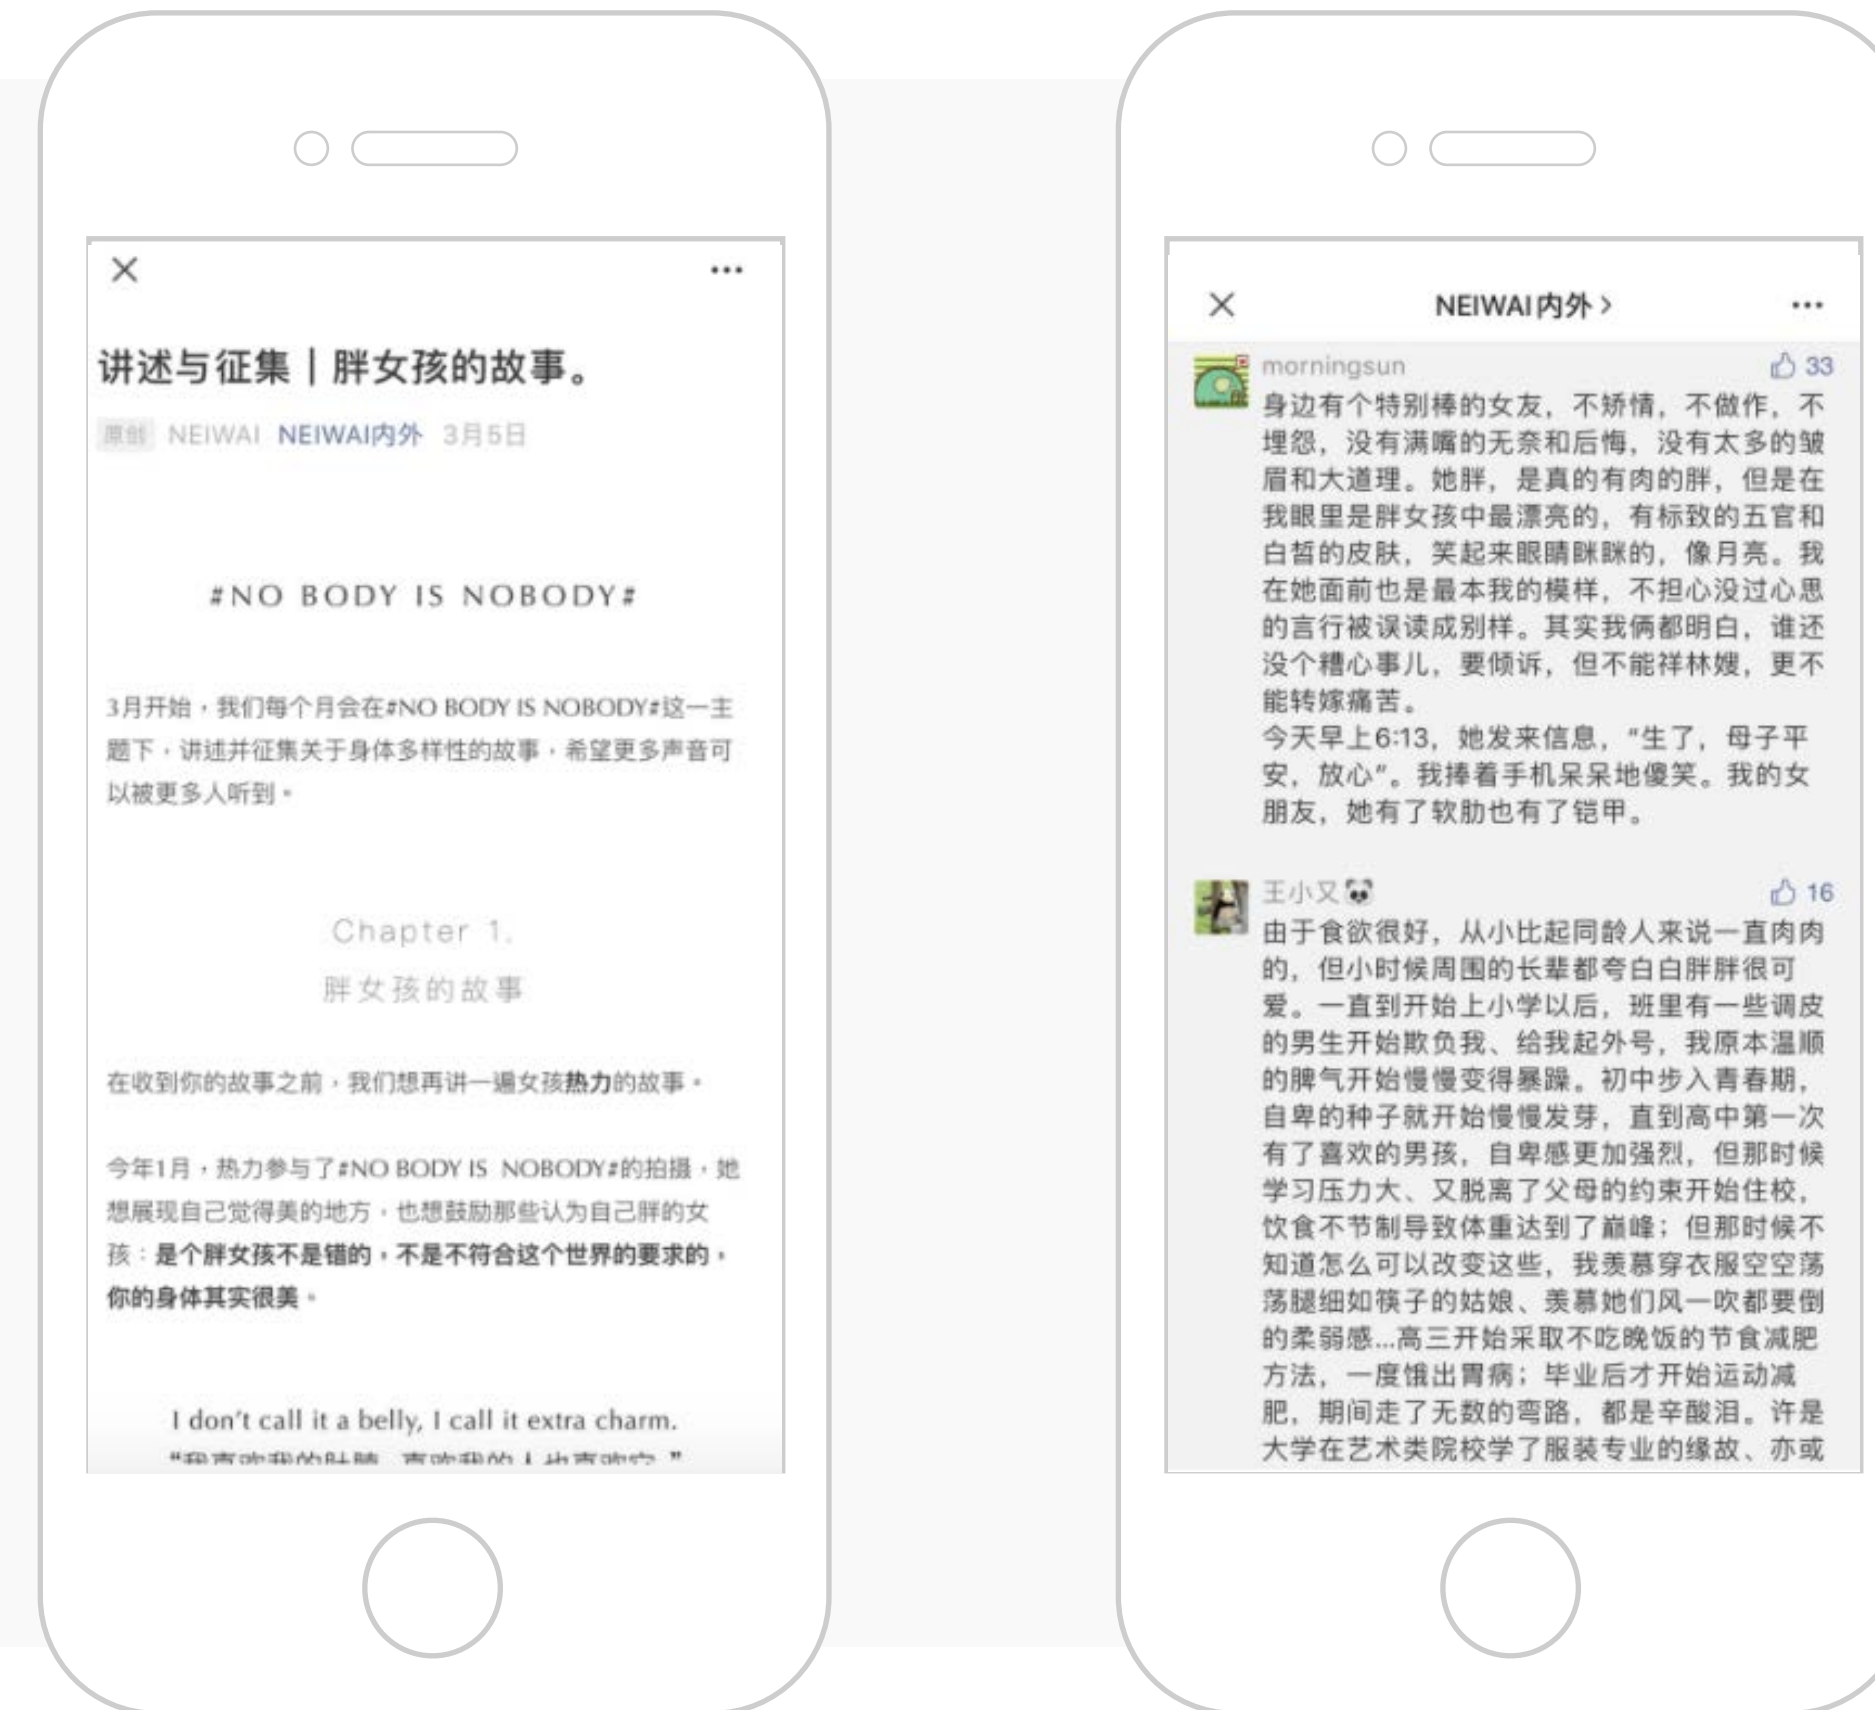 讲述与征集｜胖女孩的故事。
原创 NEIWAI NEIWAI内外 3月5日
#NO BODY IS NOBODY#
3月开始，我们每个月会在#NO BODY IS NOBODY#这一主
题下，讲述并征集关于身体多样性的故事，希望更多声音可
以被更多人听到。
Chapter 1.
胖女孩的故事
在收到你的故事之前，我们想再讲一遍女孩热力的故事。
今年1月，热力参与了#NO BODY IS NOBODY#的拍摄，她
想展现自己觉得美的地方，也想鼓励那些认为自己胖的女
孩：是个胖女孩不是错的，不是不符合这个世界的要求的，
你的身体其实很美。
I don't call it a belly, I call it extra charm.
NEIWAI内外 >
morningsun 33
身边有个特别棒的女友，不矫情，不做作，不
埋怨，没有满嘴的无奈和后悔，没有太多的皱
眉和大道理。她胖，是真的有肉的胖，但是在
我眼里是胖女孩中最漂亮的，有标致的五官和
白皙的皮肤，笑起来眼睛眯眯的，像月亮。我
在她面前也是最本我的模样，不担心没过心思
的言行被误读成别样。其实我俩都明白，谁还
没个糟心事儿，要倾诉，但不能祥林嫂，更不
能转嫁痛苦。
今天早上6:13，她发来信息，“生了，母子平
安，放心”。我捧着手机呆呆地傻笑。我的女
朋友，她有了软肋也有了铠甲。
王小又🐼 16
由于食欲很好，从小比起同龄人来说一直肉肉
的，但小时候周围的长辈都夸白白胖胖很可
爱。一直到开始上小学以后，班里有一些调皮
的男生开始欺负我、给我起外号，我原本温顺
的脾气开始慢慢变得暴躁。初中步入青春期，
自卑的种子就开始慢慢发芽，直到高中第一次
有了喜欢的男孩，自卑感更加强烈，但那时候
学习压力大、又脱离了父母的约束开始住校，
饮食不节制导致体重达到了巅峰；但那时候不
知道怎么可以改变这些，我羡慕穿衣服空空荡
荡腿细如筷子的姑娘、羡慕她们风一吹都要倒
的柔弱感...高三开始采取不吃晚饭的节食减肥
方法，一度饿出胃病；毕业后才开始运动减
肥，期间走了无数的弯路，都是辛酸泪。许是
大学在艺术类院校学了服装专业的缘故、亦或